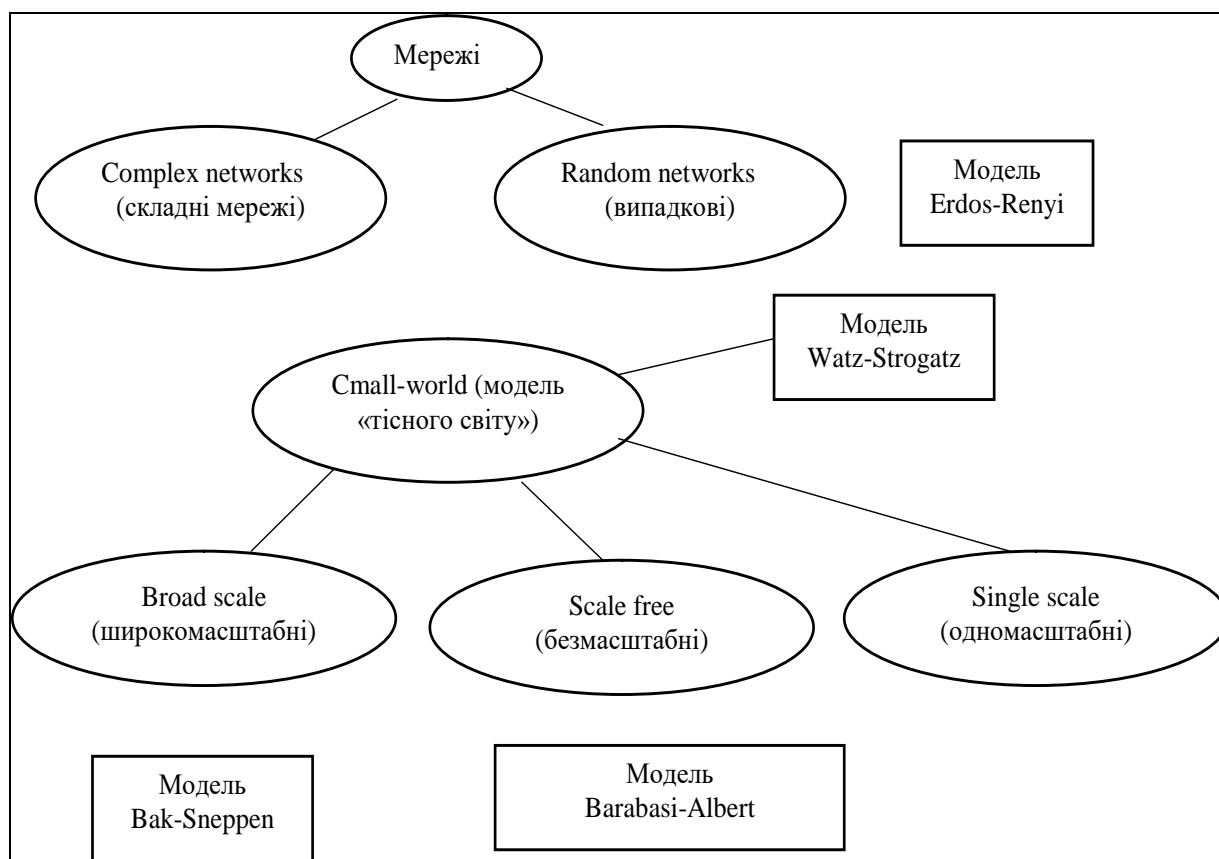 Мережі
Complex networks
(складні мережі)
Random networks
(випадкові)
Модель
Erdos-Renyi
Модель
Watz-Strogatz
Cmall-world (модель
«тісного світу»)
Broad scale
(широкомасштабні)
Scale free
(безмасштабні)
Single scale
(одномасштабні)
Модель
Bak-Sneppen
Модель
Barabasi-Albert